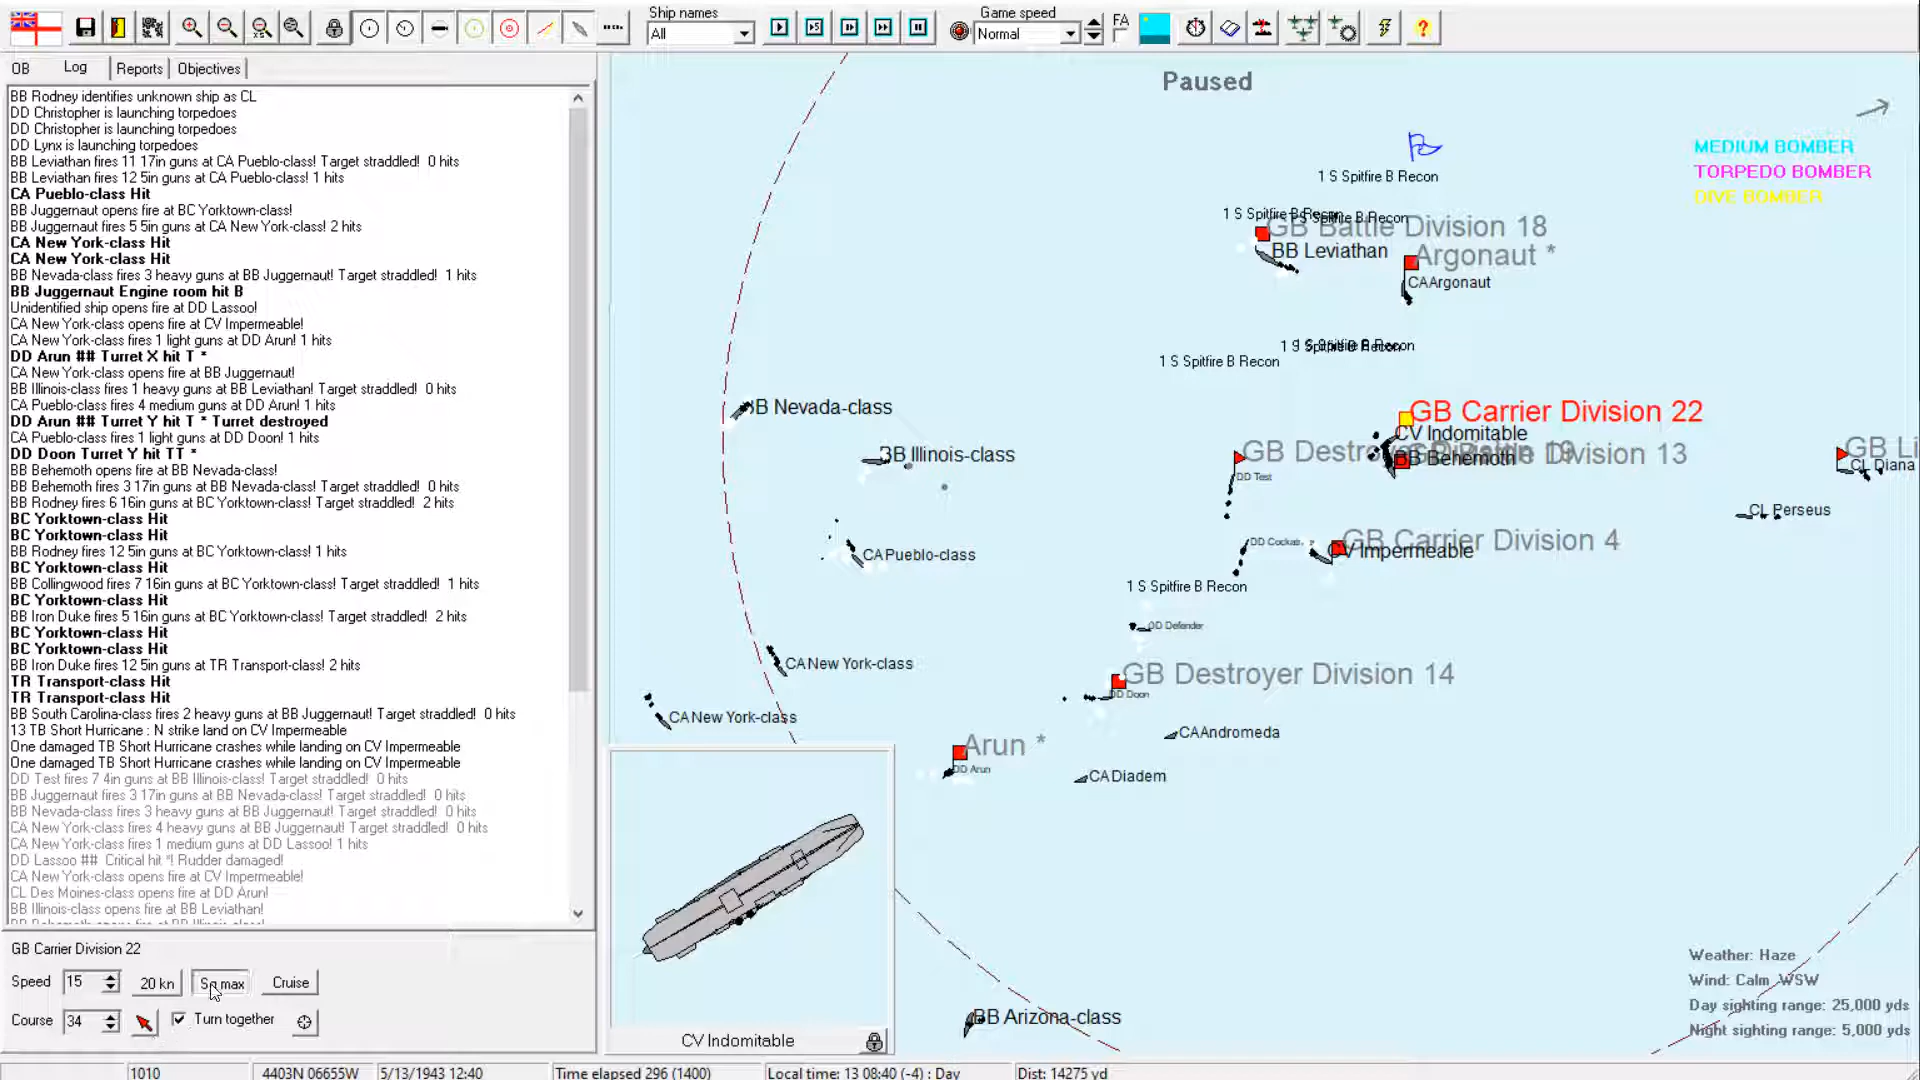 Ship names
All
Game speed
Normal
FA
OB
Log
Reports
Objectives
BB Rodney identifies unknown ship as CL
DD Christopher is launching torpedoes
DD Christopher is launching torpedoes
DD Lynx is launching torpedoes
BB Leviathan fires 11 17in guns at CA Pueblo-class! Target straddled!  0 hits
BB Leviathan fires 12 5in guns at CA Pueblo-class! 1 hits
CA Pueblo-class Hit
BB Juggernaut opens fire at BC Yorktown-class!
BB Juggernaut fires 5 5in guns at CA New York-class! 2 hits
CA New York-class Hit
CA New York-class Hit
BB Nevada-class fires 3 heavy guns at BB Juggernaut! Target straddled!  1 hits
BB Juggernaut Engine room hit B
Unidentified ship opens fire at DD Lassoo!
CA New York-class opens fire at CV Impermeable!
CA New York-class fires 1 light guns at DD Arun! 1 hits
DD Arun ## Turret X hit T *
CA New York-class opens fire at BB Juggernaut!
BB Illinois-class fires 1 heavy guns at BB Leviathan! Target straddled!  0 hits
CA Pueblo-class fires 4 medium guns at DD Arun! 1 hits
DD Arun ## Turret Y hit T * Turret destroyed
CA Pueblo-class fires 1 light guns at DD Doon! 1 hits
DD Doon Turret Y hit TT *
BB Behemoth opens fire at BB Nevada-class!
BB Behemoth fires 3 17in guns at BB Nevada-class! Target straddled!  0 hits
BB Rodney fires 6 16in guns at BC Yorktown-class! Target straddled!  2 hits
BC Yorktown-class Hit
BC Yorktown-class Hit
BB Rodney fires 12 5in guns at BC Yorktown-class! 1 hits
BC Yorktown-class Hit
BB Collingwood fires 7 16in guns at BC Yorktown-class! Target straddled!  1 hits
BC Yorktown-class Hit
BB Iron Duke fires 5 16in guns at BC Yorktown-class! Target straddled!  2 hits
BC Yorktown-class Hit
BC Yorktown-class Hit
BB Iron Duke fires 12 5in guns at TR Transport-class! 2 hits
TR Transport-class Hit
TR Transport-class Hit
BB South Carolina-class fires 2 heavy guns at BB Juggernaut! Target straddled!  0 hits
13 TB Short Hurricane : N strike land on CV Impermeable
One damaged TB Short Hurricane crashes while landing on CV Impermeable
One damaged TB Short Hurricane crashes while landing on CV Impermeable
DD Test fires 7 4in guns at BB Illinois-class! Target straddled!  0 hits
BB Juggernaut fires 3 17in guns at BB Nevada-class! Target straddled!  0 hits
BB Nevada-class fires 3 heavy guns at BB Juggernaut! Target straddled!  0 hits
CA New York-class fires 4 heavy guns at BB Juggernaut! Target straddled!  0 hits
CA New York-class fires 1 medium guns at DD Lassoo! 1 hits
DD Lassoo ##  Critical hit *! Rudder damaged!
CA New York-class opens fire at CV Impermeable!
CL Des Moines-class opens fire at DD Arun!
BB Illinois-class opens fire at BB Leviathan!
GB Carrier Division 22
Speed
15
20 kn
Sp max
Cruise
Course
34
Turn together
Paused
MEDIUM BOMBER
TORPEDO BOMBER
DIVE BOMBER
1 S Spitfire B Recon
1 S Spitfire B Recon
GB Battle Division 18
BB Leviathan
Argonaut *
CA Argonaut
1 S Spitfire B Recon
1 S Spitfire B Recon
BB Nevada-class
BB Illinois-class
GB Carrier Division 22
CV Indomitable
GB Destroyer Division 19
Division 13
BB Behemoth
DD Test
GB Li
CL Diana
CL Perseus
DD Cockas.
GB Carrier Division 4
CV Impermeable
CA Pueblo-class
1 S Spitfire B Recon
DD Defender
CA New York-class
GB Destroyer Division 14
DD Doon
CA New York-class
CA Andromeda
Arun *
DD Arun
CA Diadem
CV Indomitable
BB Arizona-class
Weather: Haze
Wind: Calm  WSW
Day sighting range: 25,000 yds
Night sighting range: 5,000 yds
1010
4403N 06655W
5/13/1943 12:40
Time elapsed 296 (1400)
Local time: 13 08:40 (-4) : Day
Dist: 14275 yd